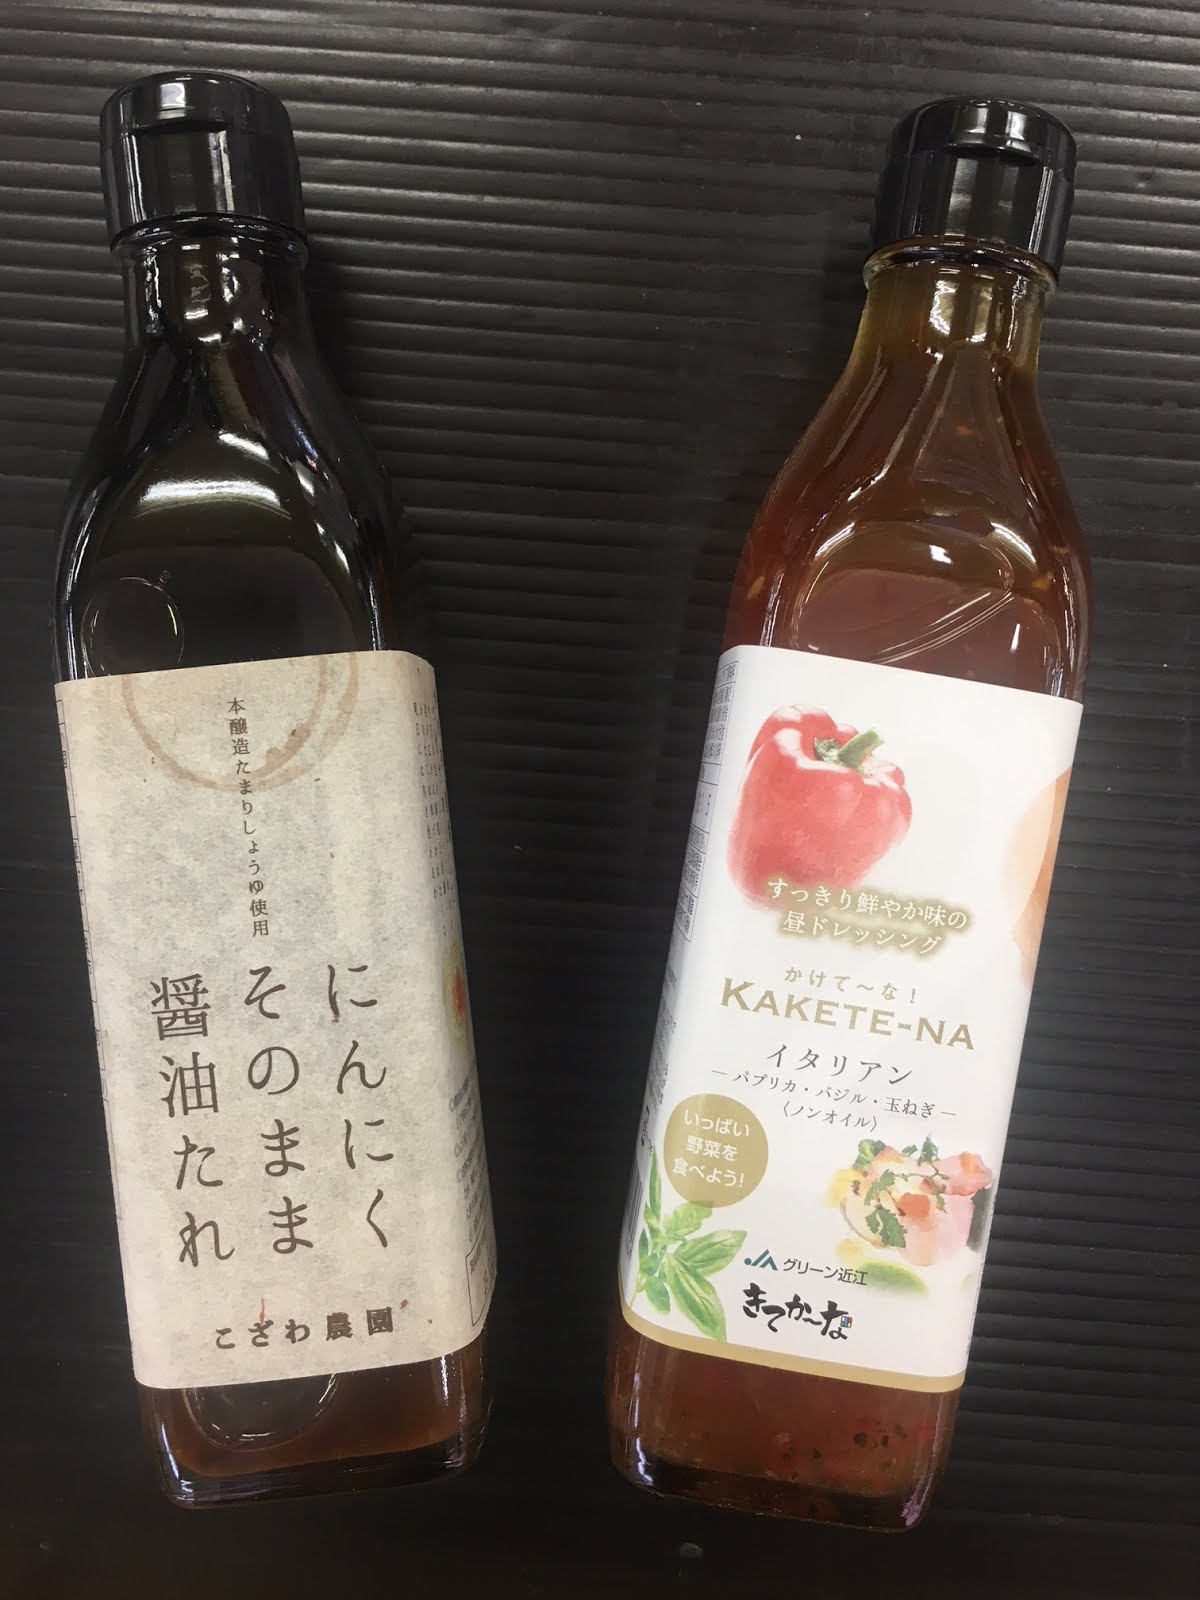 本醸造たまりしょうゆ使用
にんにく
そのまま
醤油たれ
こざわ農園
すっきり鮮やか味の
昼ドレッシング
かけて〜な!
KAKETE-NA
イタリアン
― パプリカ・バジル・玉ねぎ ―
〈ノンオイル〉
いっぱい
野菜を
食べよう!
JA グリーン近江
きてか〜な